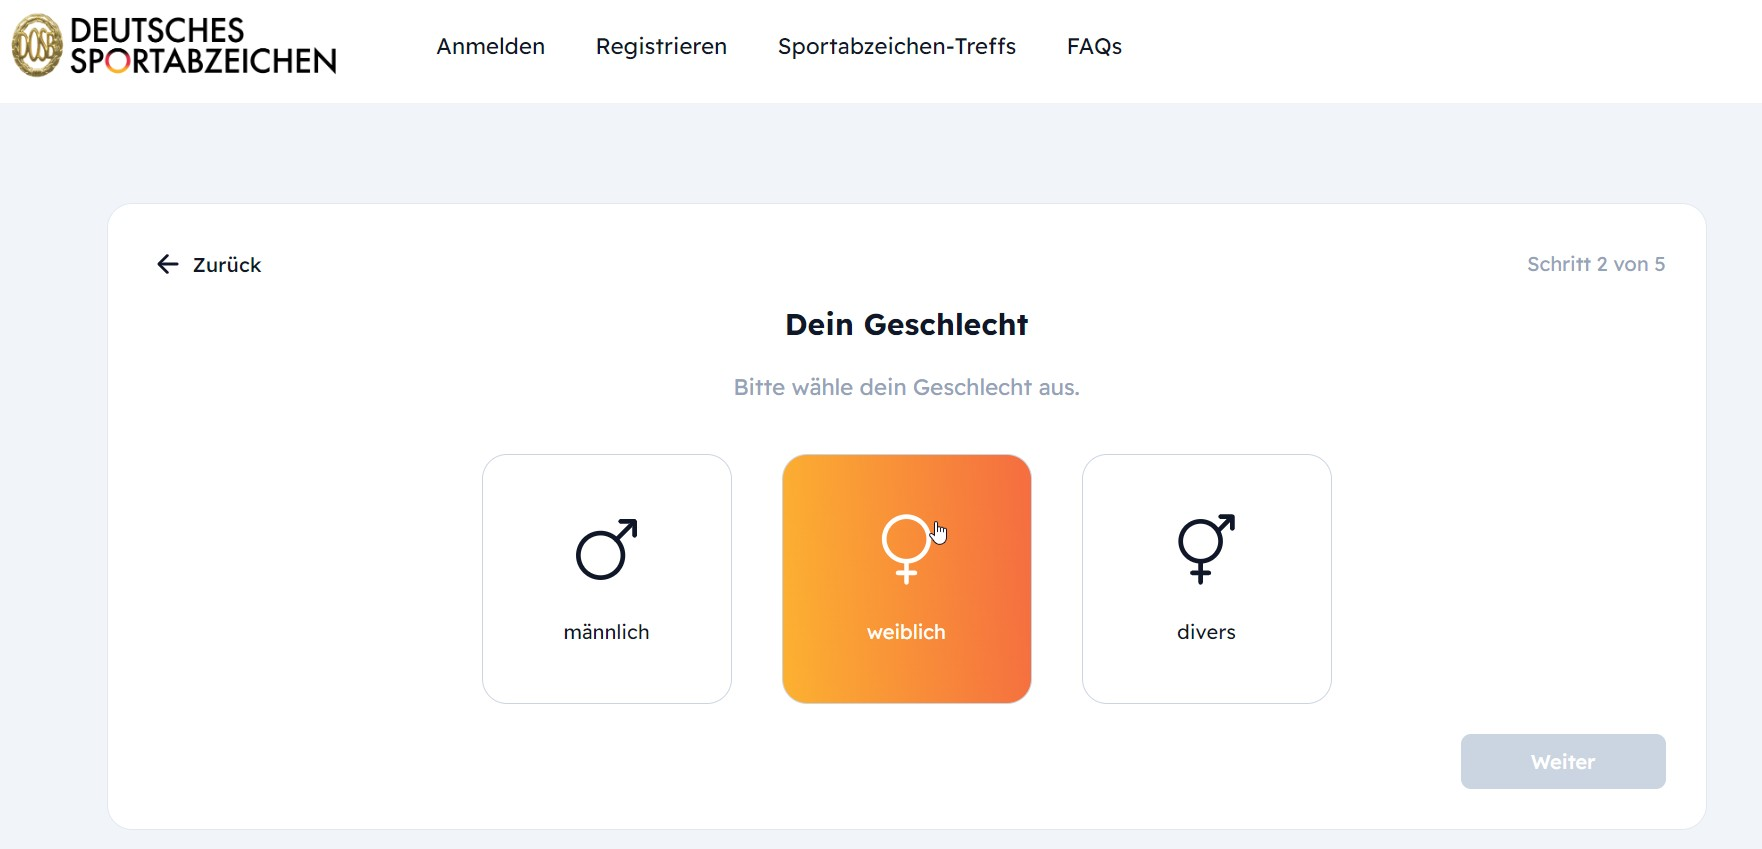 DOSB
DEUTSCHES
SPORTABZEICHEN
Anmelden Registrieren Sportabzeichen-Treffs FAQs
Zurück
Schritt 2 von 5
Dein Geschlecht
Bitte wähle dein Geschlecht aus.
männlich weiblich divers
Weiter